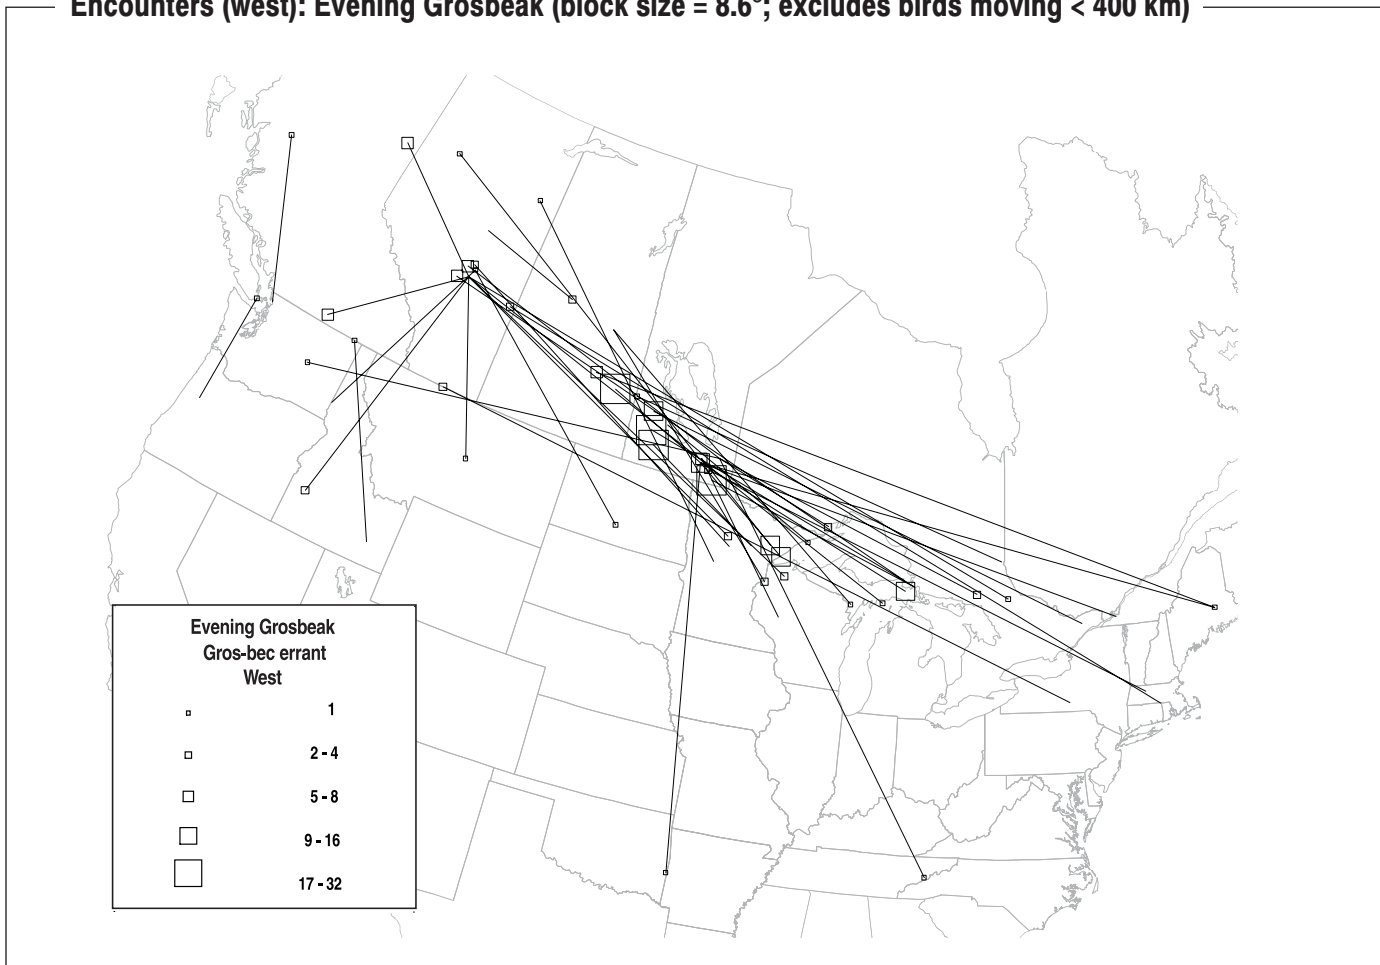 Encounters (west): Evening Grosbeak (block size = 8.6°; excludes birds moving < 400 km)
Evening Grosbeak
Gros-bec errant
West
1
2 - 4
5 - 8
9 - 16
17 - 32